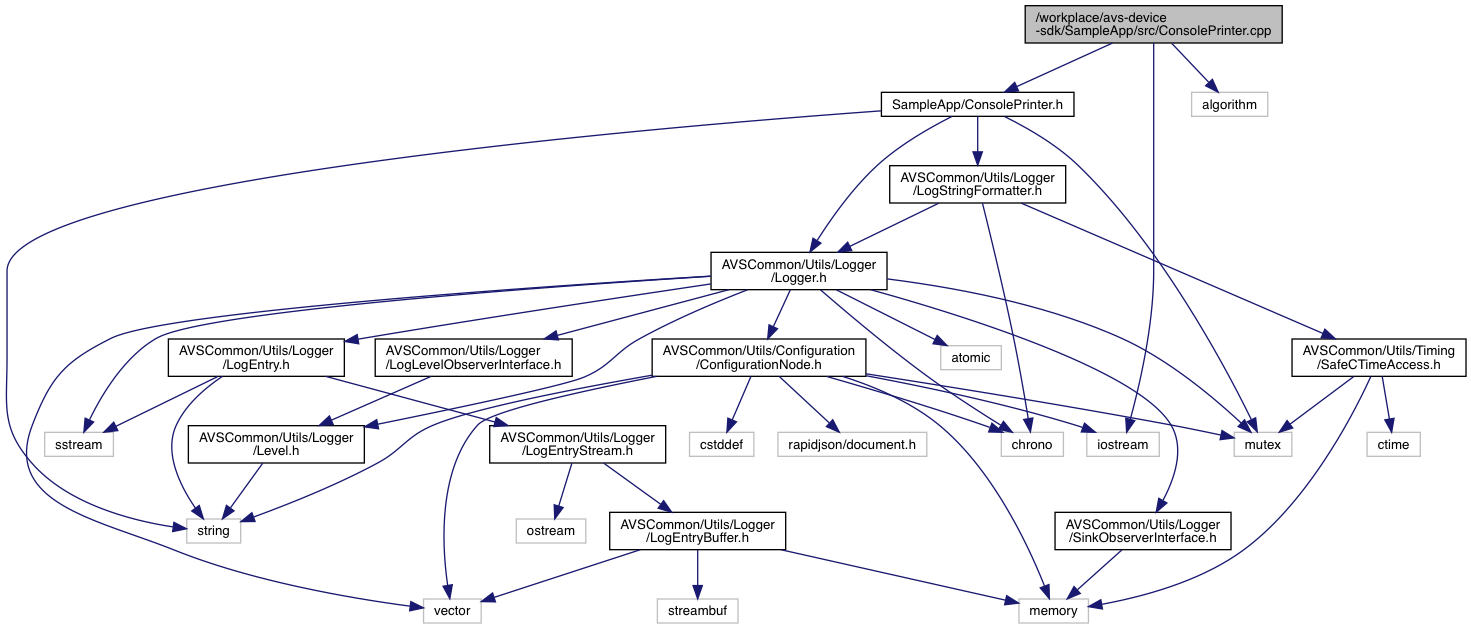 /workplace/avs-device
-sdk/SampleApp/src/ConsolePrinter.cpp
SampleApp/ConsolePrinter.h
algorithm
AVSCommon/Utils/Logger
/LogStringFormatter.h
AVSCommon/Utils/Logger
/Logger.h
AVSCommon/Utils/Logger
/LogEntry.h
AVSCommon/Utils/Logger
/LogLevelObserverInterface.h
AVSCommon/Utils/Configuration
/ConfigurationNode.h
atomic
AVSCommon/Utils/Timing
/SafeCTimeAccess.h
sstream
AVSCommon/Utils/Logger
/Level.h
AVSCommon/Utils/Logger
/LogEntryStream.h
cstddef
rapidjson/document.h
chrono
iostream
mutex
ctime
string
ostream
AVSCommon/Utils/Logger
/LogEntryBuffer.h
AVSCommon/Utils/Logger
/SinkObserverInterface.h
vector
streambuf
memory